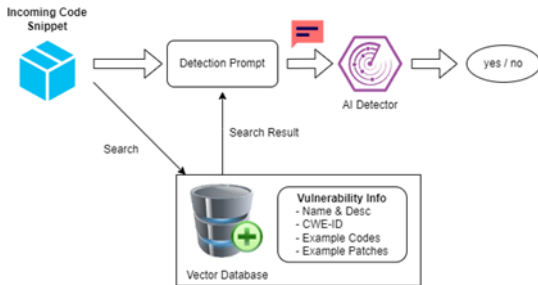 Incoming Code
Snippet
Detection Prompt
AI Detector
yes / no
Search
Search Result
Vector Database
Vulnerability Info
- Name & Desc
- CWE-ID
- Example Codes
- Example Patches